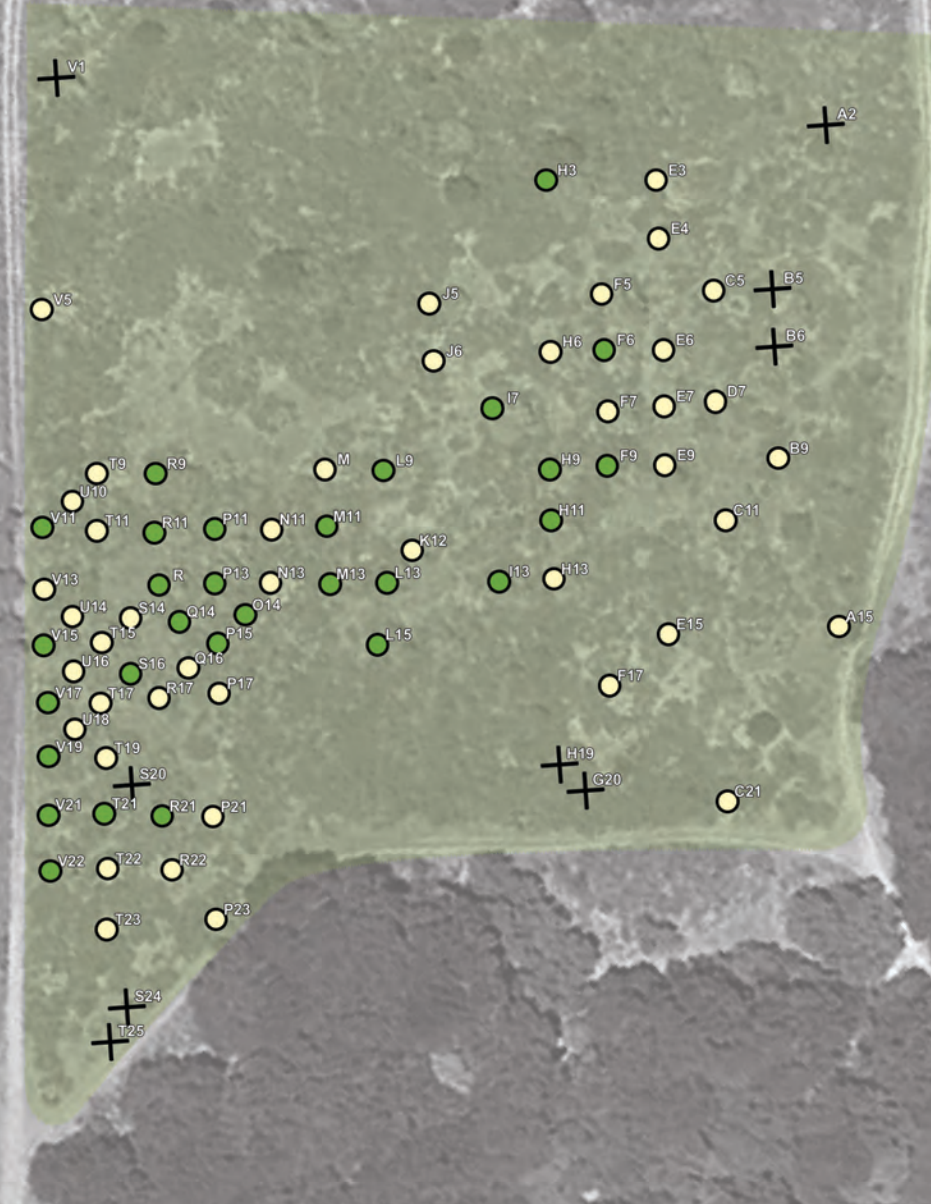 V1
A2
H3
E3
E4
B5
C5
F5
J5
V5
B6
H6
F6
E6
J6
D7
E7
F7
I7
B9
M
L9
H9
F9
E9
T9
R9
U10
V11
T11
R11
P11
N11
M11
H11
C11
K12
V13
R
P13
N13
M13
L13
I13
H13
U14
S14
Q14
O14
A15
V15
T15
P15
L15
E15
U16
S16
Q16
V17
T17
R17
P17
F17
U18
V19
T19
H19
S20
G20
V21
T21
R21
P21
C21
V22
T22
R22
T23
P23
S24
T25